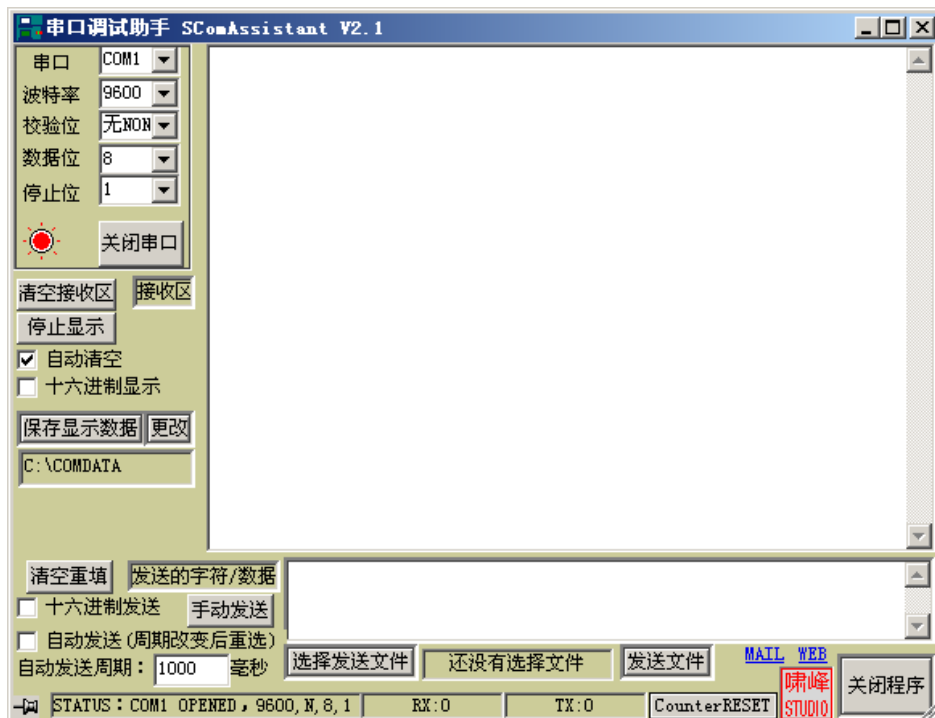 串口调试助手 SComAssistant V2.1
串口 COM1
波特率 9600
校验位 无NON
数据位 8
停止位 1
关闭串口
清空接收区 接收区
停止显示
自动清空
十六进制显示
保存显示数据 更改
C:\COMDATA
清空重填 发送的字符/数据
十六进制发送 手动发送
自动发送(周期改变后重选)
自动发送周期： 1000 毫秒 选择发送文件 还没有选择文件 发送文件 MAIL WEB
啸峰 STUDIO 关闭程序
STATUS：COM1 OPENED，9600,N,8,1 RX:0 TX:0 CounterRESET